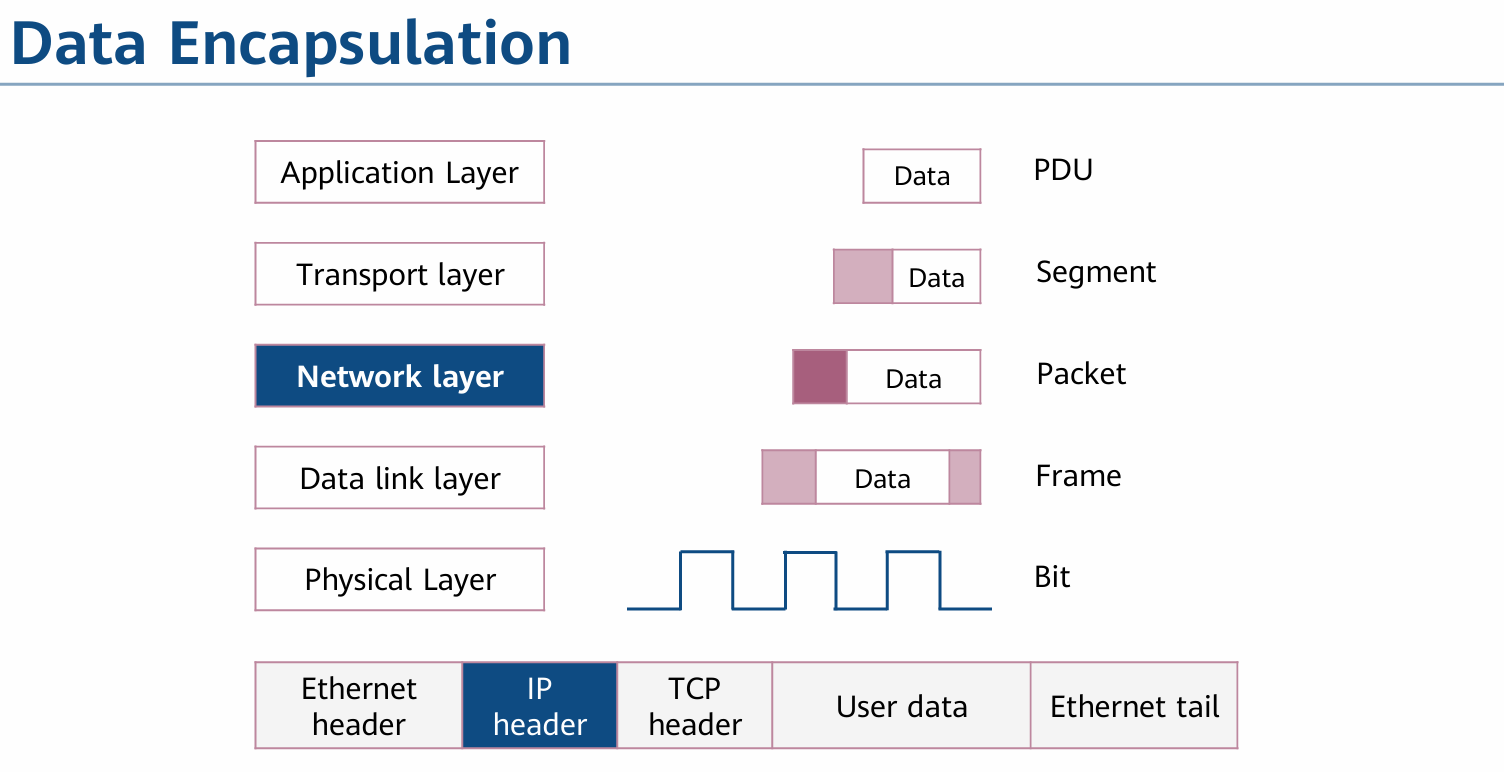 Data Encapsulation
Application Layer
Data
PDU
Transport layer
Data
Segment
Network layer
Data
Packet
Data link layer
Data
Frame
Physical Layer
Bit
Ethernet
header
IP
header
TCP
header
User data
Ethernet tail